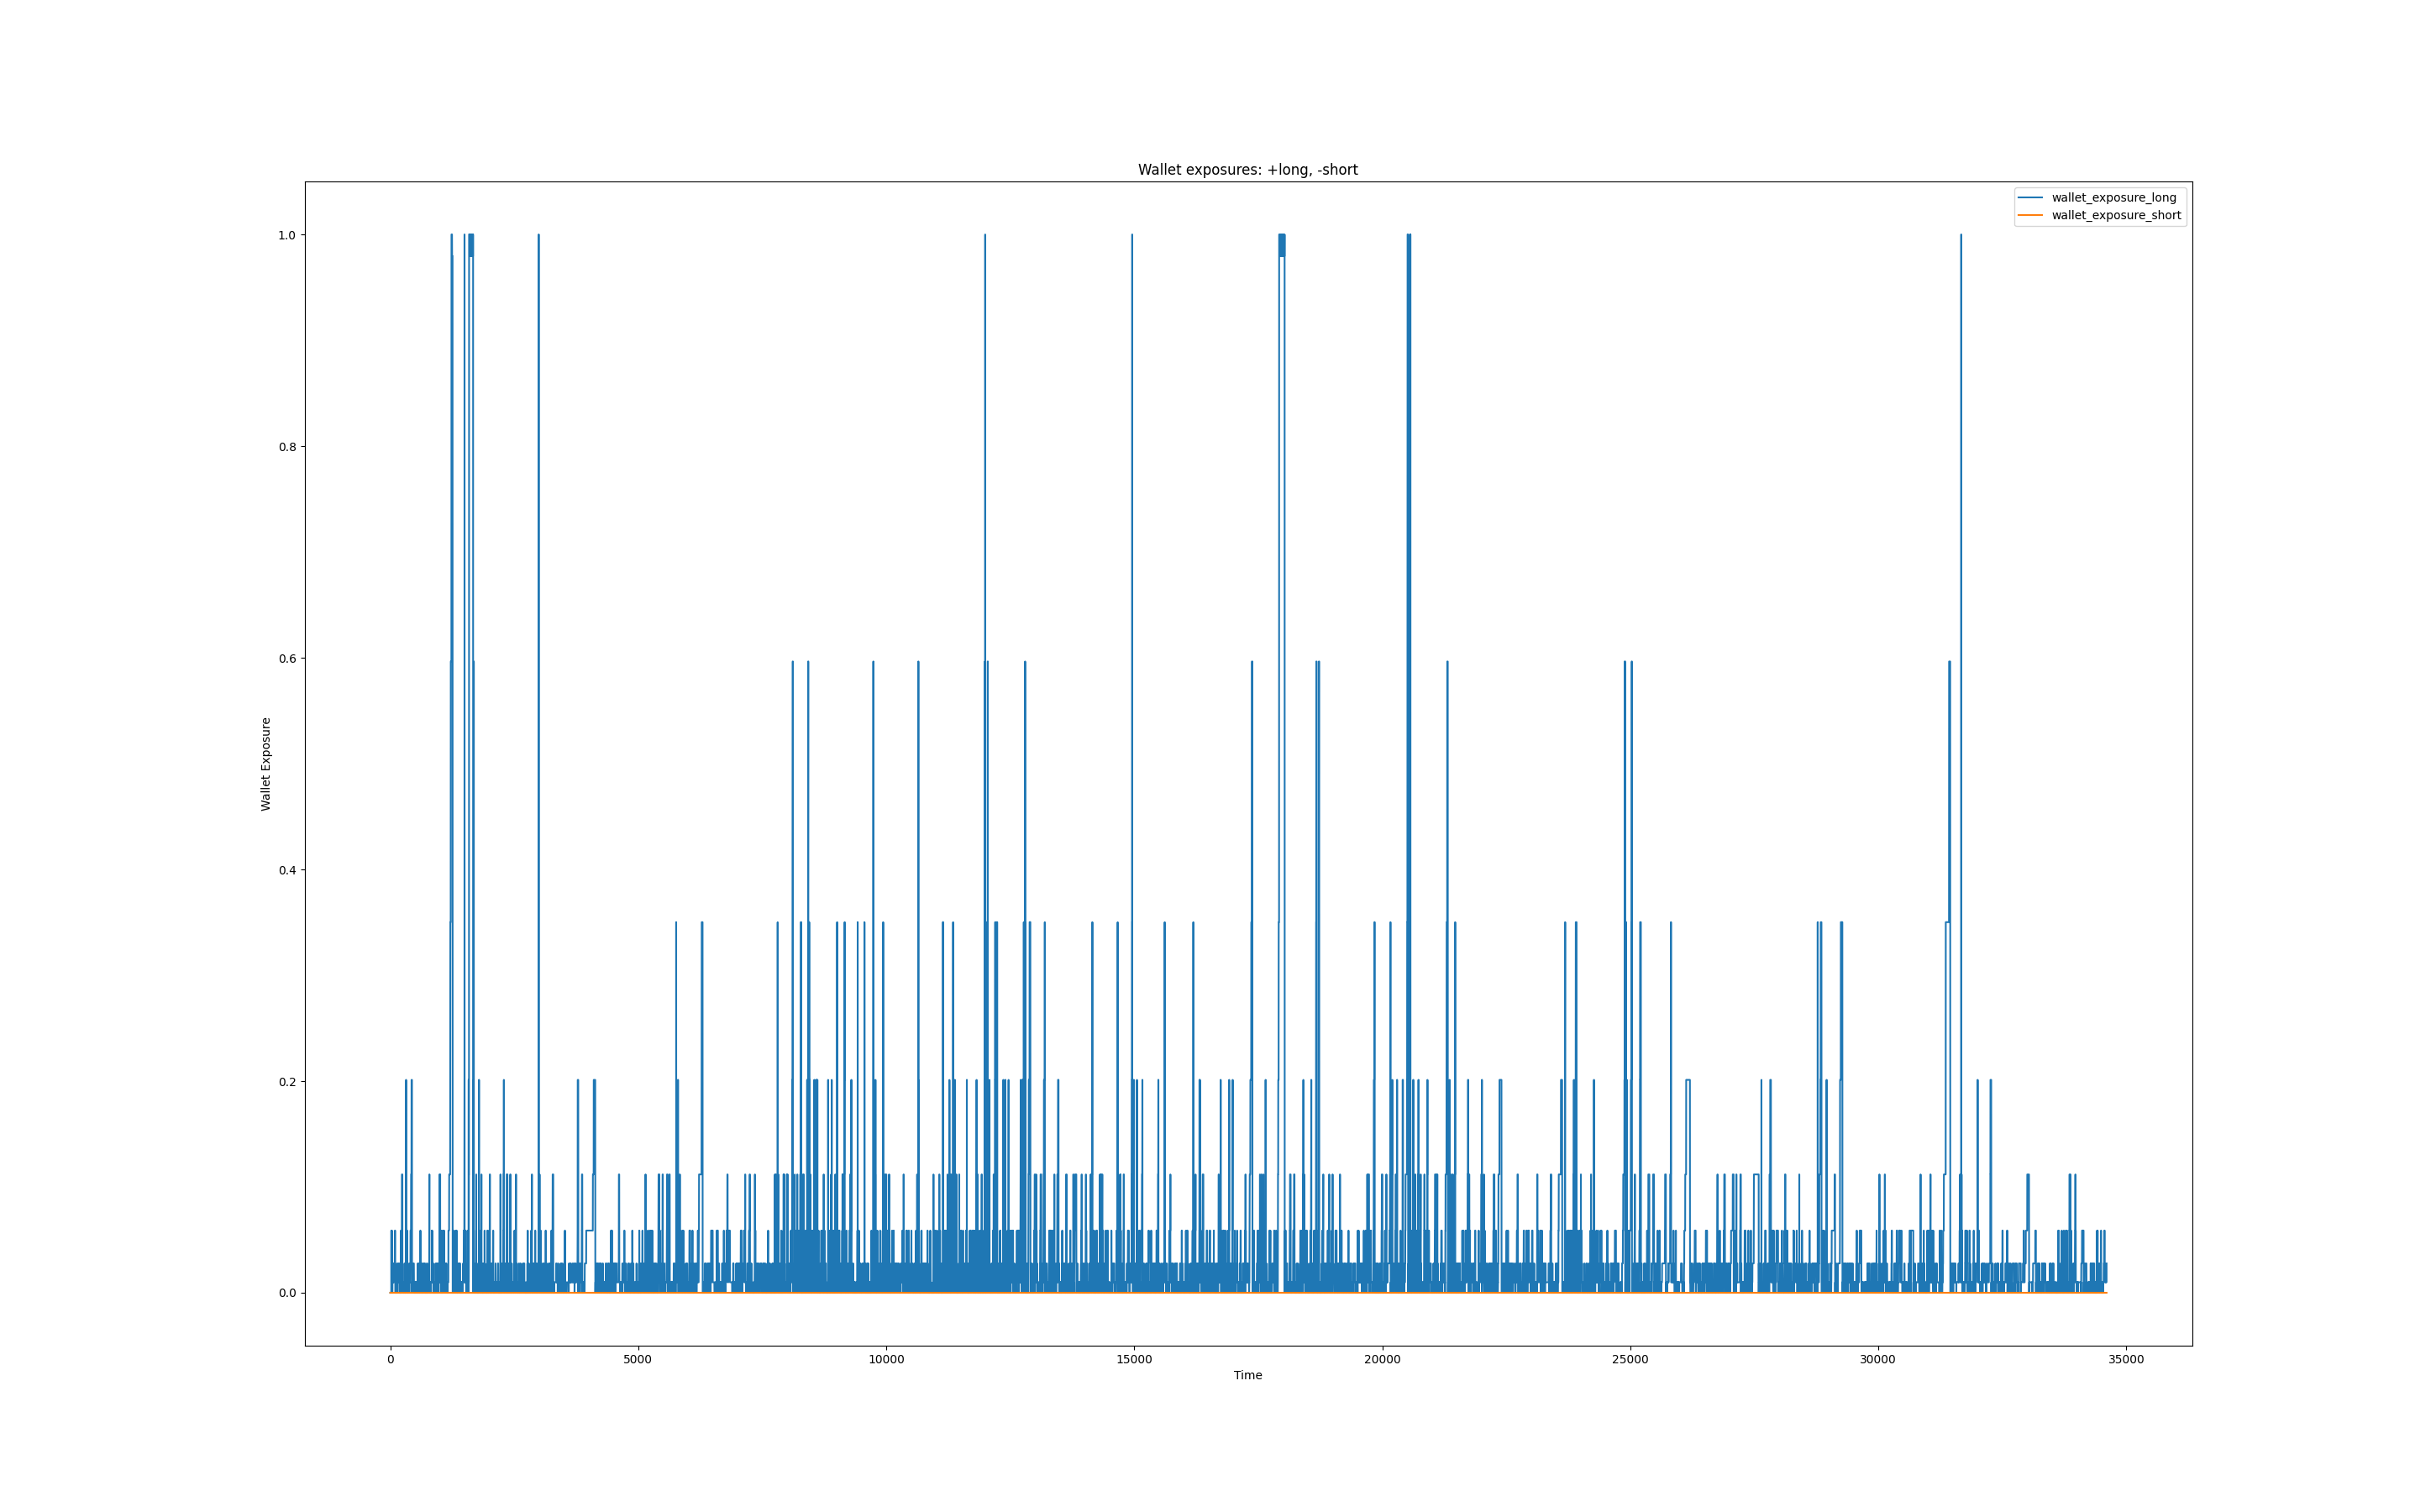 Wallet exposures: +long, -short
wallet_exposure_long
wallet_exposure_short
1.0
0.8
0.6
0.4
0.2
0.0
Wallet Exposure
0 5000 10000 15000 20000 25000 30000 35000
Time